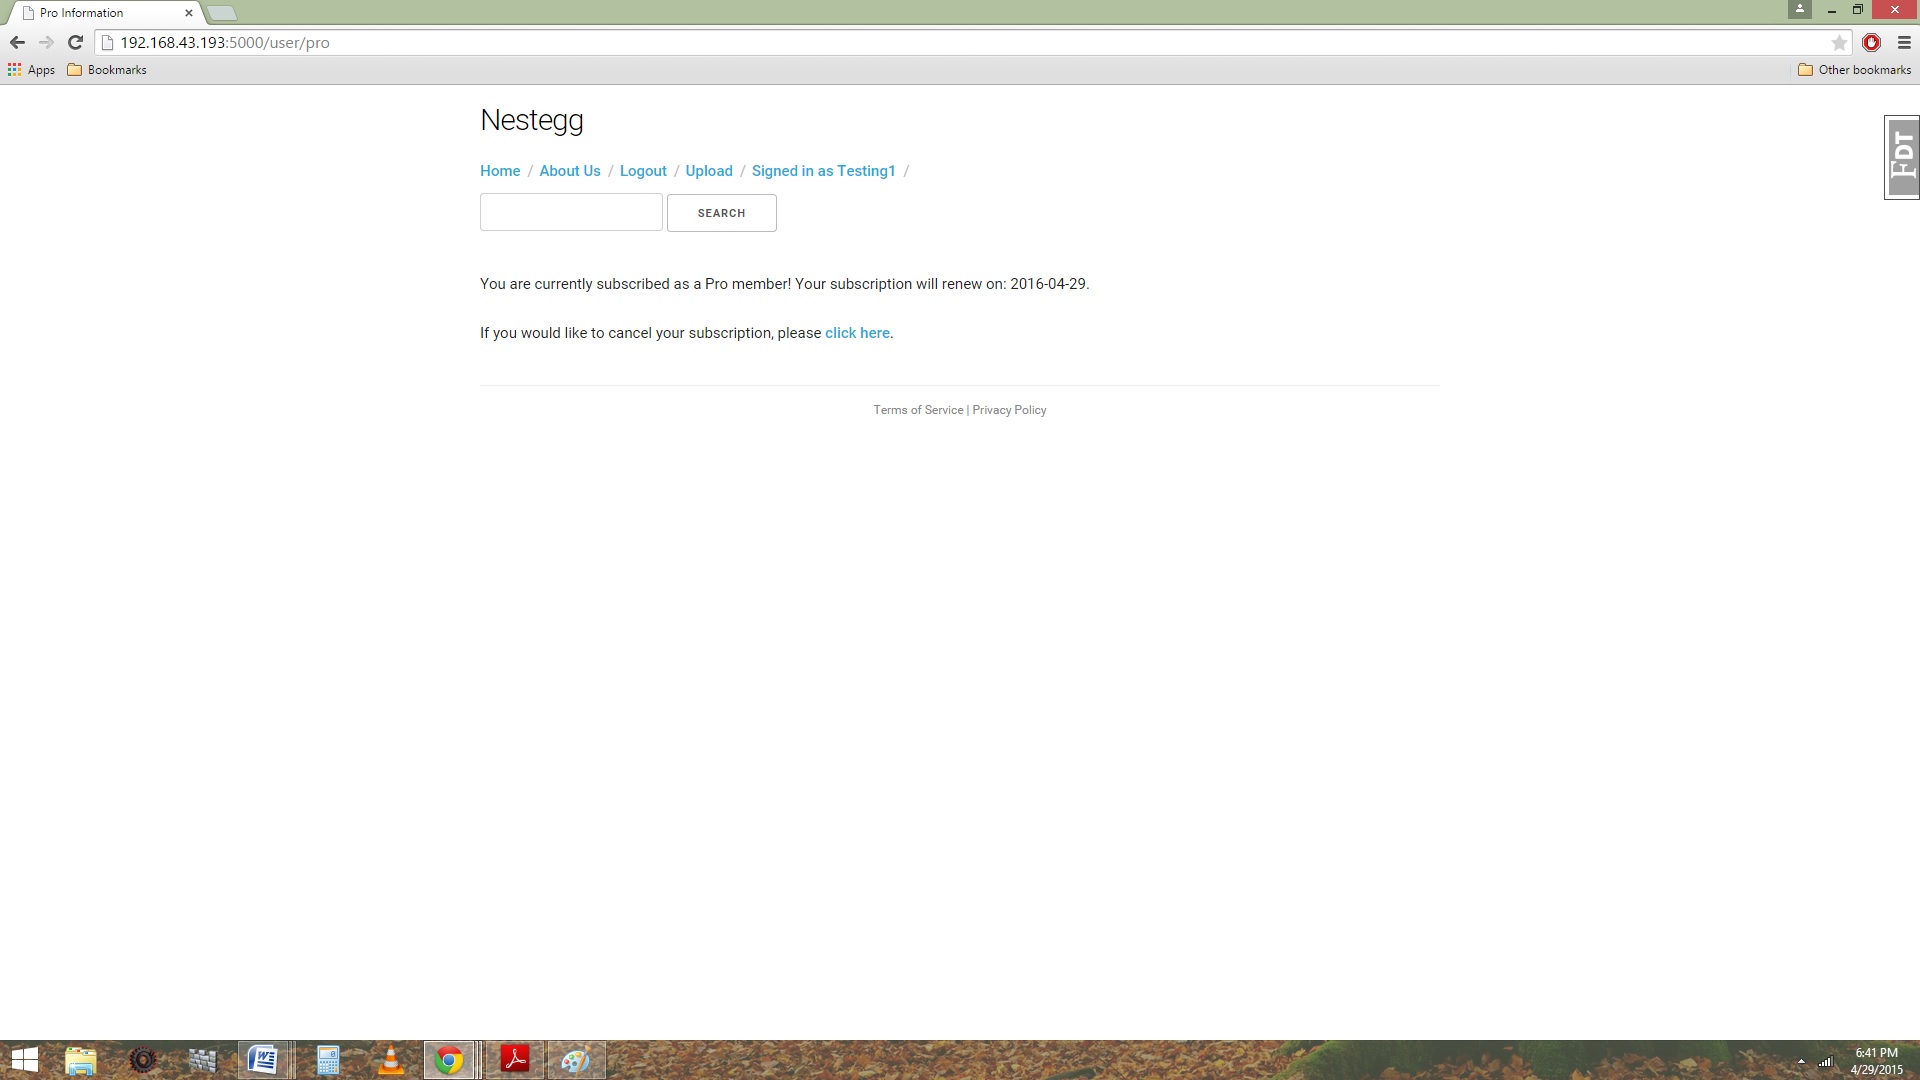 Pro Information
192.168.43.193:5000/user/pro
Apps Bookmarks Other bookmarks
Nestegg
FDT
Home / About Us / Logout / Upload / Signed in as Testing1 /
SEARCH
You are currently subscribed as a Pro member! Your subscription will renew on: 2016-04-29.
If you would like to cancel your subscription, please click here.
Terms of Service | Privacy Policy
6:41 PM
4/29/2015